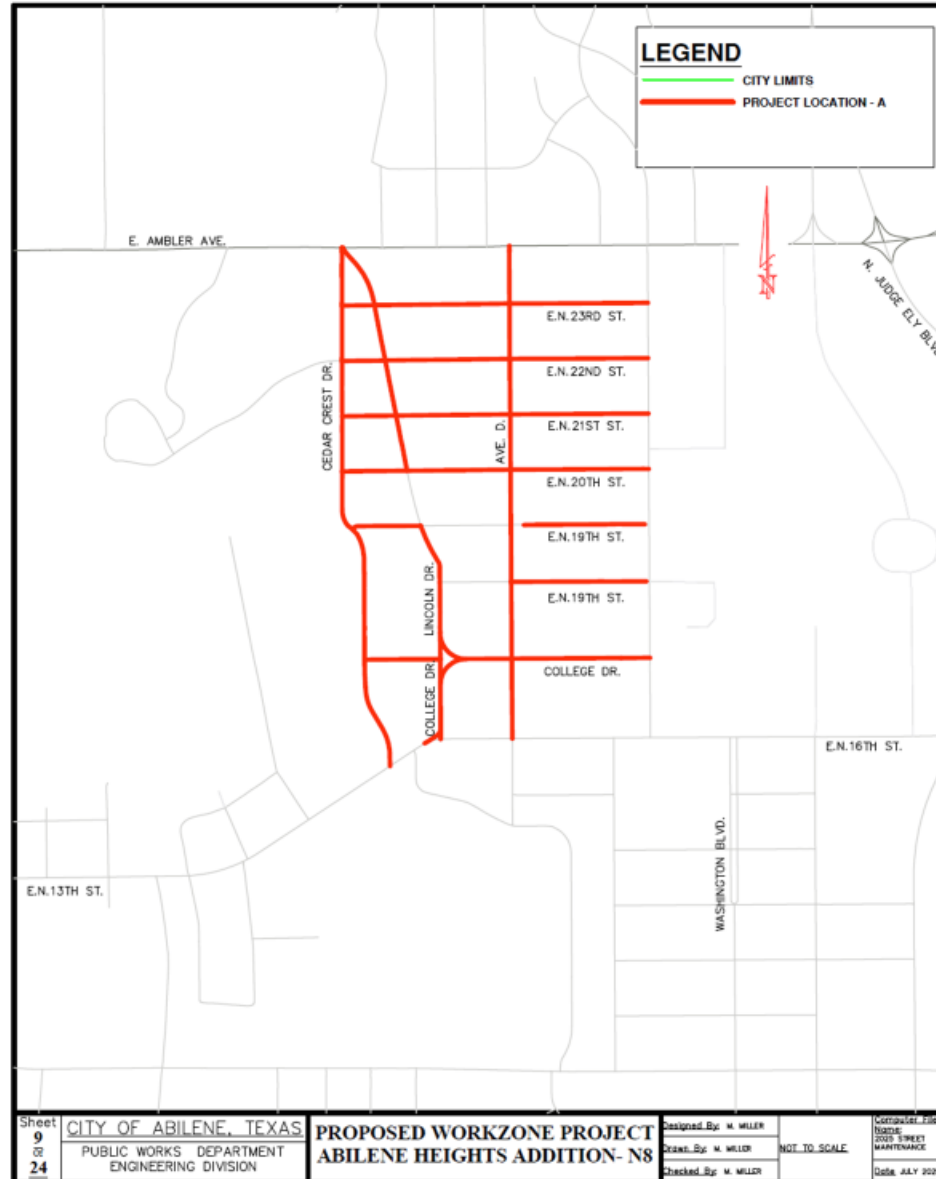 LEGEND
CITY LIMITS
PROJECT LOCATION - A
N
E. AMBLER AVE.
N. JUDGE ELY BLVD
E.N.23RD ST.
E.N.22ND ST.
CEDAR CREST DR.
AVE. D.
E.N.21ST ST.
E.N.20TH ST.
E.N.19TH ST.
LINCOLN DR.
E.N.19TH ST.
COLLEGE DR.
COLLEGE DR.
E.N.16TH ST.
WASHINGTON BLVD.
E.N.13TH ST.
Sheet
9
24
CITY OF ABILENE, TEXAS
PUBLIC WORKS DEPARTMENT
ENGINEERING DIVISION
PROPOSED WORKZONE PROJECT
ABILENE HEIGHTS ADDITION- N8
Designed By: M. MILLER
Drawn By: M. MILLER
Checked By: M. MILLER
NOT TO SCALE
Computer File
Name:
2025 STREET
MAINTENANCE
Date JULY 202